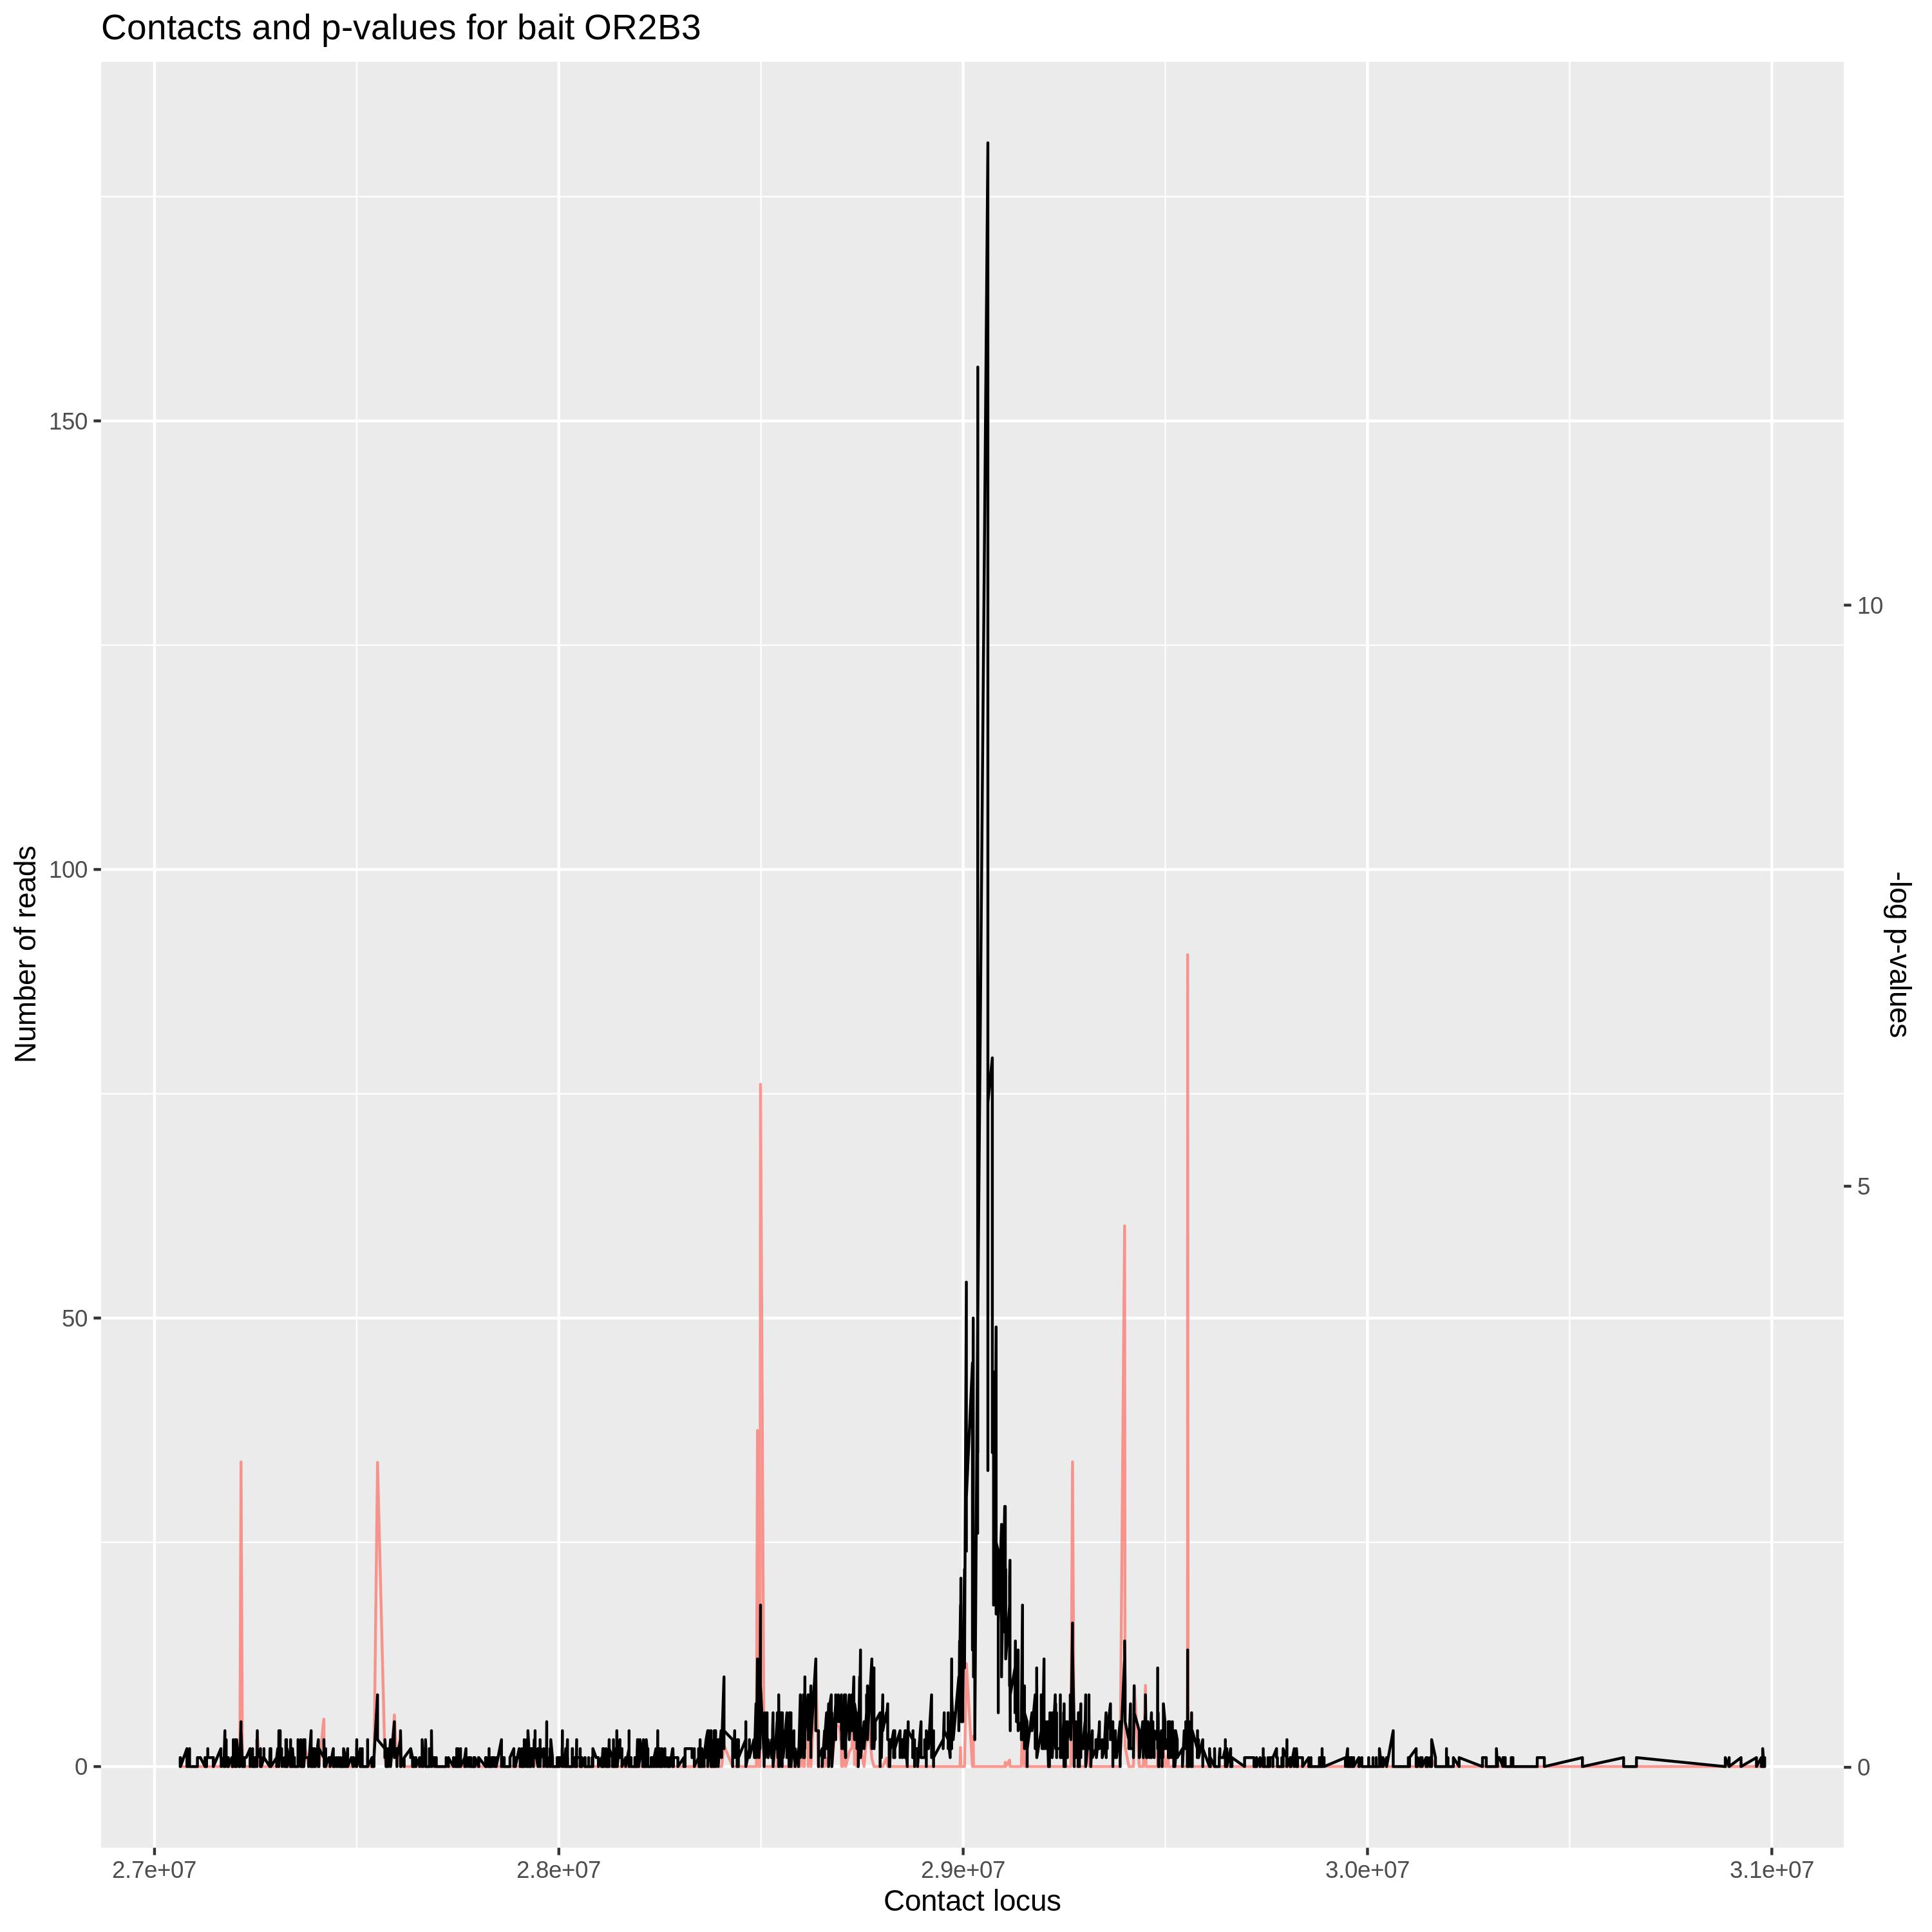 Contacts and p-values for bait OR2B3
Number of reads
150
100
50
0
-log p-values
10
5
0
2.7e+07 2.8e+07 2.9e+07 3.0e+07 3.1e+07
Contact locus